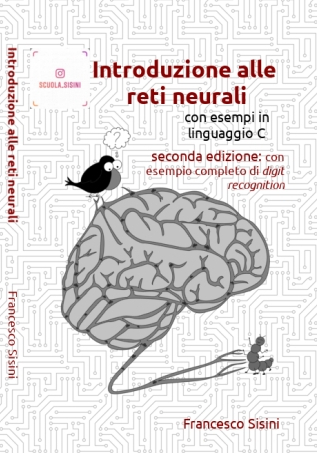 Introduzione alle reti neurali
Francesco Sisini
SCUOLA.SISINI
Introduzione alle
reti neurali
con esempi in
linguaggio C
seconda edizione: con
esempio completo di digit
recognition
Francesco Sisini